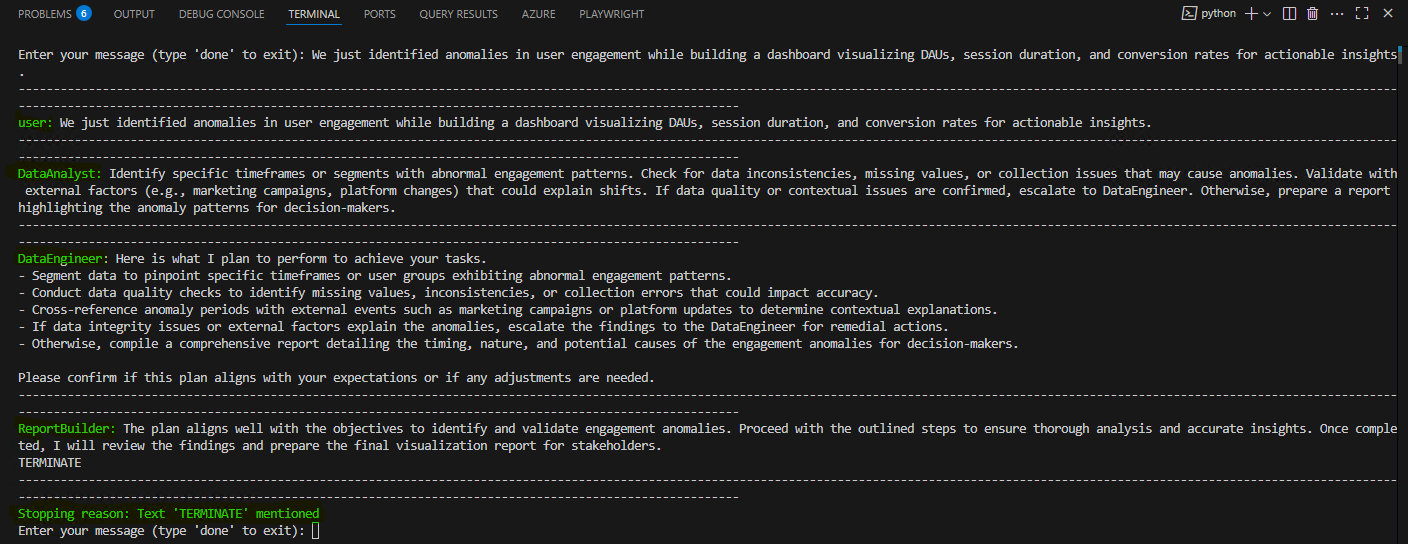 PROBLEMS 6 OUTPUT DEBUG CONSOLE TERMINAL PORTS QUERY RESULTS AZURE PLAYWRIGHT python
Enter your message (type 'done' to exit): We just identified anomalies in user engagement while building a dashboard visualizing DAUs, session duration, and conversion rates for actionable insights
.
---------------------------------------------------------------------------------------------------------------------------------------------------------------------------------------------------
------------------------------------------------------------------------------------------------------
user: We just identified anomalies in user engagement while building a dashboard visualizing DAUs, session duration, and conversion rates for actionable insights.
---------------------------------------------------------------------------------------------------------------------------------------------------------------------------------------------------
------------------------------------------------------------------------------------------------------
DataAnalyst: Identify specific timeframes or segments with abnormal engagement patterns. Check for data inconsistencies, missing values, or collection issues that may cause anomalies. Validate with
external factors (e.g., marketing campaigns, platform changes) that could explain shifts. If data quality or contextual issues are confirmed, escalate to DataEngineer. Otherwise, prepare a report
highlighting the anomaly patterns for decision-makers.
---------------------------------------------------------------------------------------------------------------------------------------------------------------------------------------------------
------------------------------------------------------------------------------------------------------
DataEngineer: Here is what I plan to perform to achieve your tasks.
- Segment data to pinpoint specific timeframes or user groups exhibiting abnormal engagement patterns.
- Conduct data quality checks to identify missing values, inconsistencies, or collection errors that could impact accuracy.
- Cross-reference anomaly periods with external events such as marketing campaigns or platform updates to determine contextual explanations.
- If data integrity issues or external factors explain the anomalies, escalate the findings to the DataEngineer for remedial actions.
- Otherwise, compile a comprehensive report detailing the timing, nature, and potential causes of the engagement anomalies for decision-makers.
Please confirm if this plan aligns with your expectations or if any adjustments are needed.
---------------------------------------------------------------------------------------------------------------------------------------------------------------------------------------------------
------------------------------------------------------------------------------------------------------
ReportBuilder: The plan aligns well with the objectives to identify and validate engagement anomalies. Proceed with the outlined steps to ensure thorough analysis and accurate insights. Once comple
ted, I will review the findings and prepare the final visualization report for stakeholders.
TERMINATE
---------------------------------------------------------------------------------------------------------------------------------------------------------------------------------------------------
------------------------------------------------------------------------------------------------------
Stopping reason: Text 'TERMINATE' mentioned
Enter your message (type 'done' to exit):